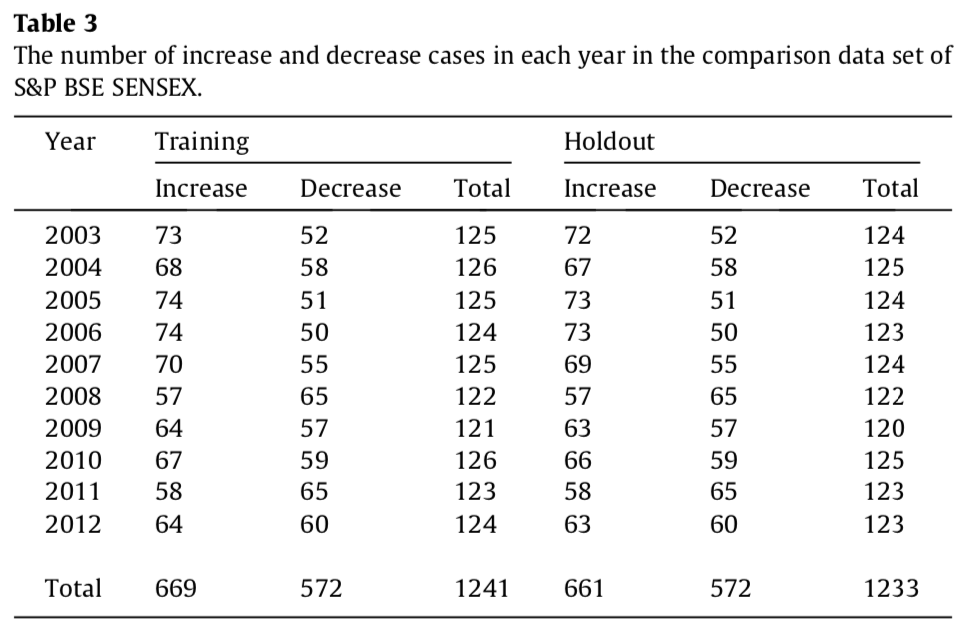 Table 3
The number of increase and decrease cases in each year in the comparison data set of
S&P BSE SENSEX.
Year Training Holdout
Increase Decrease Total Increase Decrease Total
2003 73 52 125 72 52 124
2004 68 58 126 67 58 125
2005 74 51 125 73 51 124
2006 74 50 124 73 50 123
2007 70 55 125 69 55 124
2008 57 65 122 57 65 122
2009 64 57 121 63 57 120
2010 67 59 126 66 59 125
2011 58 65 123 58 65 123
2012 64 60 124 63 60 123
Total 669 572 1241 661 572 1233